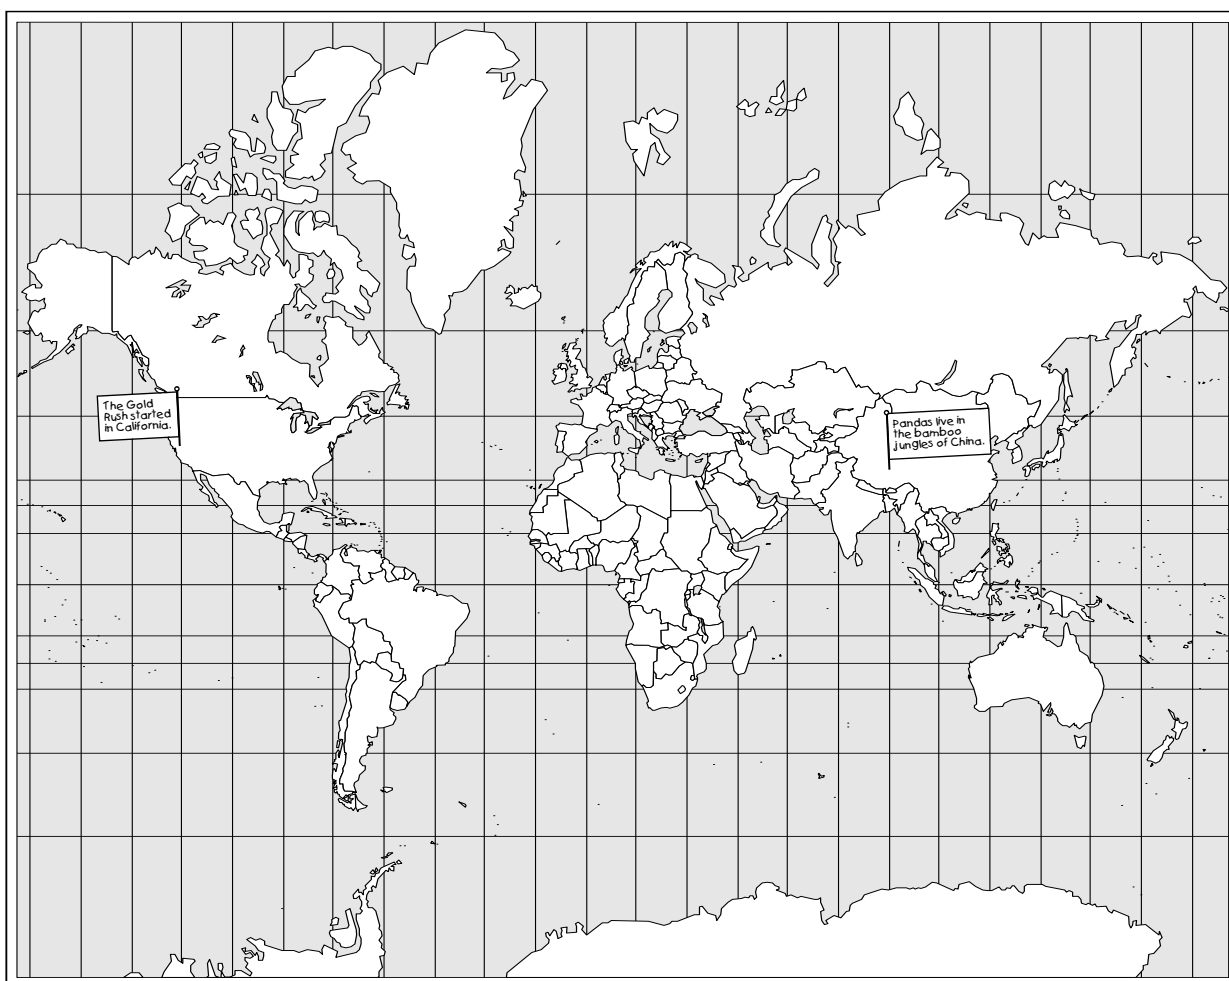 The Gold
Rush started
in California.
Pandas live in
the bamboo
jungles of China.